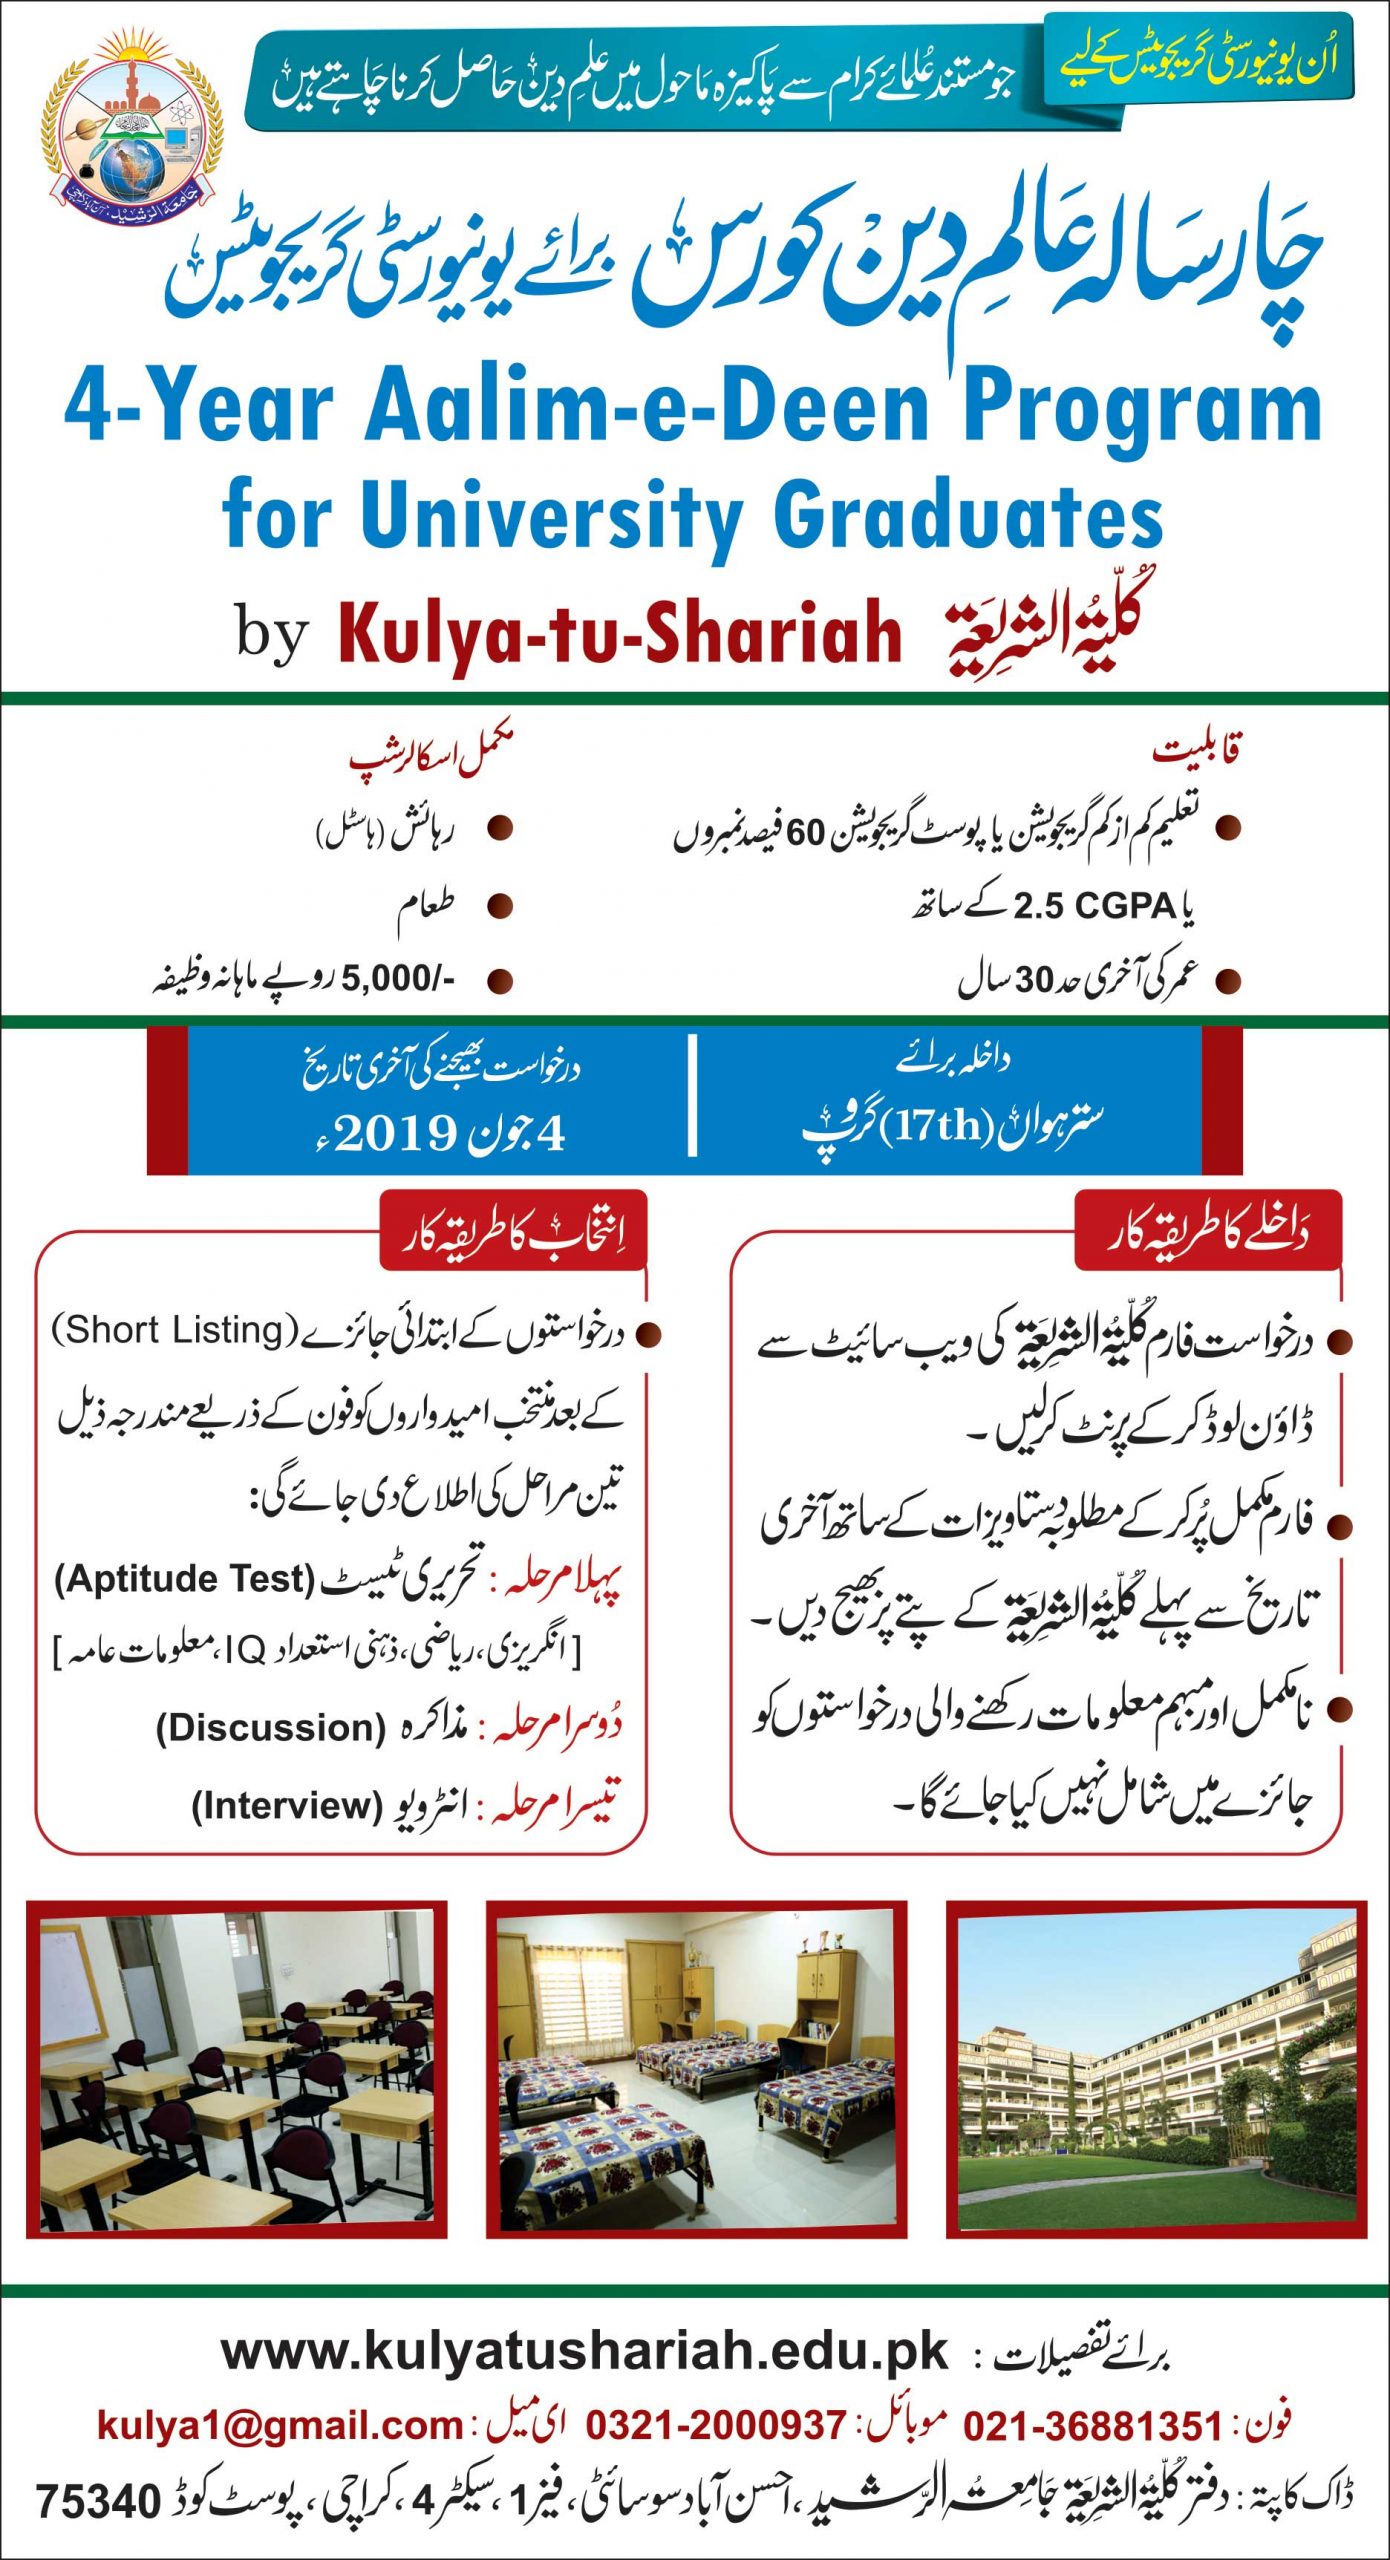 اُن یونیورسٹی گریجویٹس کے لیے
جو مستند عُلمائے کرام سے پاکیزہ ماحول میں علمِ دین حاصل کرنا چاہتے ہیں
جامعة الرشيد
چار سالہ عالمِ دین کورس برائے یونیورسٹی گریجویٹس
4-Year Aalim-e-Deen Program
for University Graduates
by Kulya-tu-Shariah کُلّیۃُ الشریعۃ
قابلیت
تعلیم کم از کم گریجویشن یا پوسٹ گریجویشن 60 فیصد نمبروں
یا 2.5 CGPA کے ساتھ
عمر کی آخری حد 30 سال
مکمل اسکالرشپ
رہائش (ہاسٹل)
طعام
5,000/- روپے ماہانہ وظیفہ
داخلہ برائے
سترھواں (17th) گروپ
درخواست بھیجنے کی آخری تاریخ
4 جون 2019ء
داخلے کا طریقہ کار
درخواست فارم کُلّیۃُ الشریعۃ کی ویب سائیٹ سے
ڈاؤن لوڈ کر کے پرنٹ کرلیں ۔
فارم مکمل پُر کر کے مطلوبہ دستاویزات کے ساتھ آخری
تاریخ سے پہلے کُلّیۃُ الشریعۃ کے پتے پر بھیج دیں ۔
نامکمل اور مبہم معلومات رکھنے والی درخواستوں کو
جائزے میں شامل نہیں کیا جائے گا ۔
اِنتخاب کا طریقہ کار
درخواستوں کے ابتدائی جائزے (Short Listing)
کے بعد منتخب امیدواروں کو فون کے ذریعے مندرجہ ذیل
تین مراحل کی اطلاع دی جائے گی:
پہلا مرحلہ : تحریری ٹیسٹ (Aptitude Test)
[ انگریزی، ریاضی، ذہنی استعداد IQ، معلومات عامہ ]
دُوسرا مرحلہ : مذاکرہ (Discussion)
تیسرا مرحلہ : انٹرویو (Interview)
برائے تفصیلات : www.kulyatushariah.edu.pk
فون: 021-36881351 موبائل: 0321-2000937 ای میل: kulya1@gmail.com
ڈاک کا پتہ : دفتر کُلّیۃُ الشریعۃ جامعۃ الرشید، احسن آباد سوسائٹی، فیز 1، سیکٹر 4، کراچی، پوسٹ کوڈ 75340